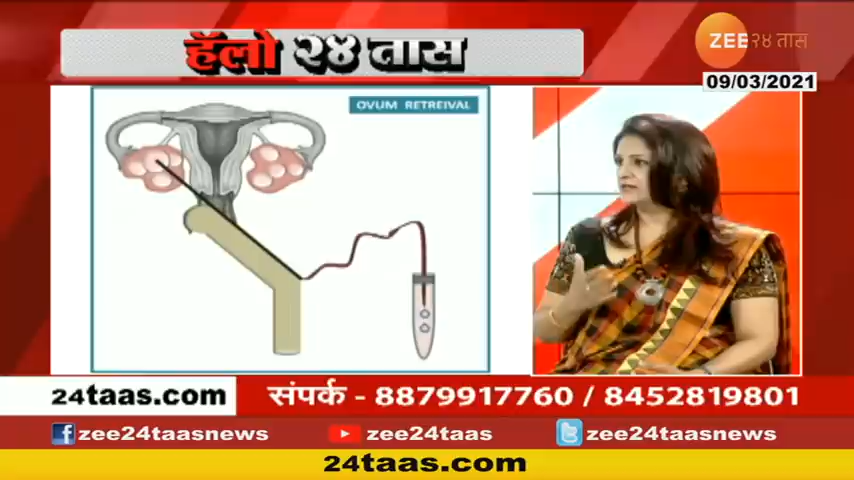 हॅलो २४ तास
ZEE २४ तास
09/03/2021
OVUM RETREIVAL
24taas.com
संपर्क - 8879917760 / 8452819801
zee24taasnews
zee24taas
zee24taasnews
24taas.com